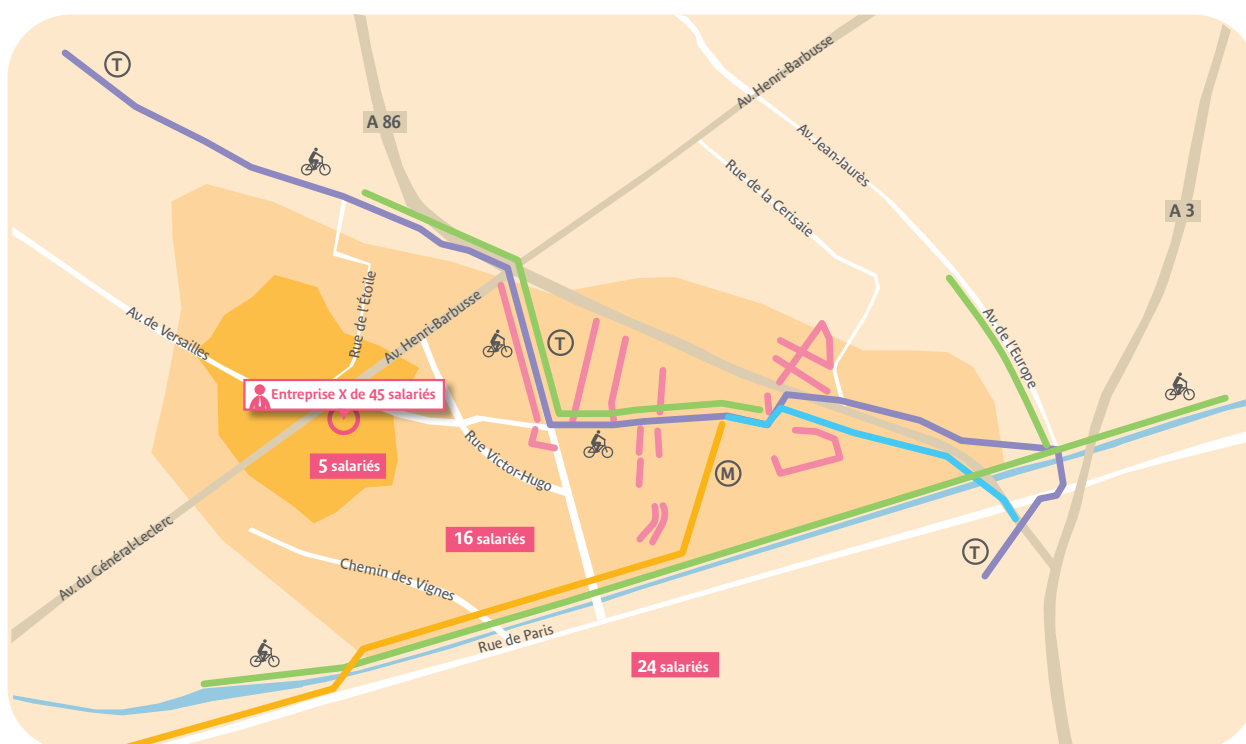 T
Av. Henri-Barbusse
A 86
Av. Jean-Jaurès
Rue de la Cerisaie
A 3
Rue de l'Étoile
Av. de Versailles
Av. Henri-Barbusse
T
Av. de l'Europe
Entreprise X de 45 salariés
5 salariés
Rue Victor-Hugo
M
16 salariés
T
Av. du Général-Leclerc
Chemin des Vignes
Rue de Paris
24 salariés